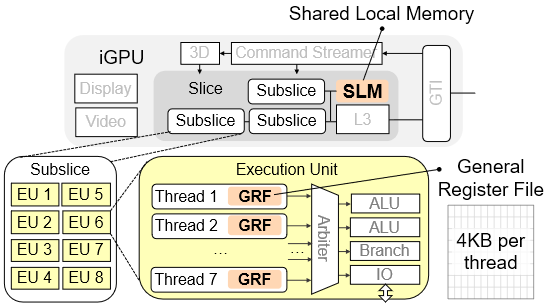 Shared Local Memory
iGPU
3D
Command Streamer
Display
Video
Slice
Subslice
SLM
Subslice
Subslice
L3
GTI
Subslice
EU 1
EU 5
EU 2
EU 6
EU 3
EU 7
EU 4
EU 8
Execution Unit
Thread 1
GRF
Thread 2
GRF
...
...
...
Thread 7
GRF
Arbiter
ALU
ALU
Branch
IO
General
Register File
4KB per
thread